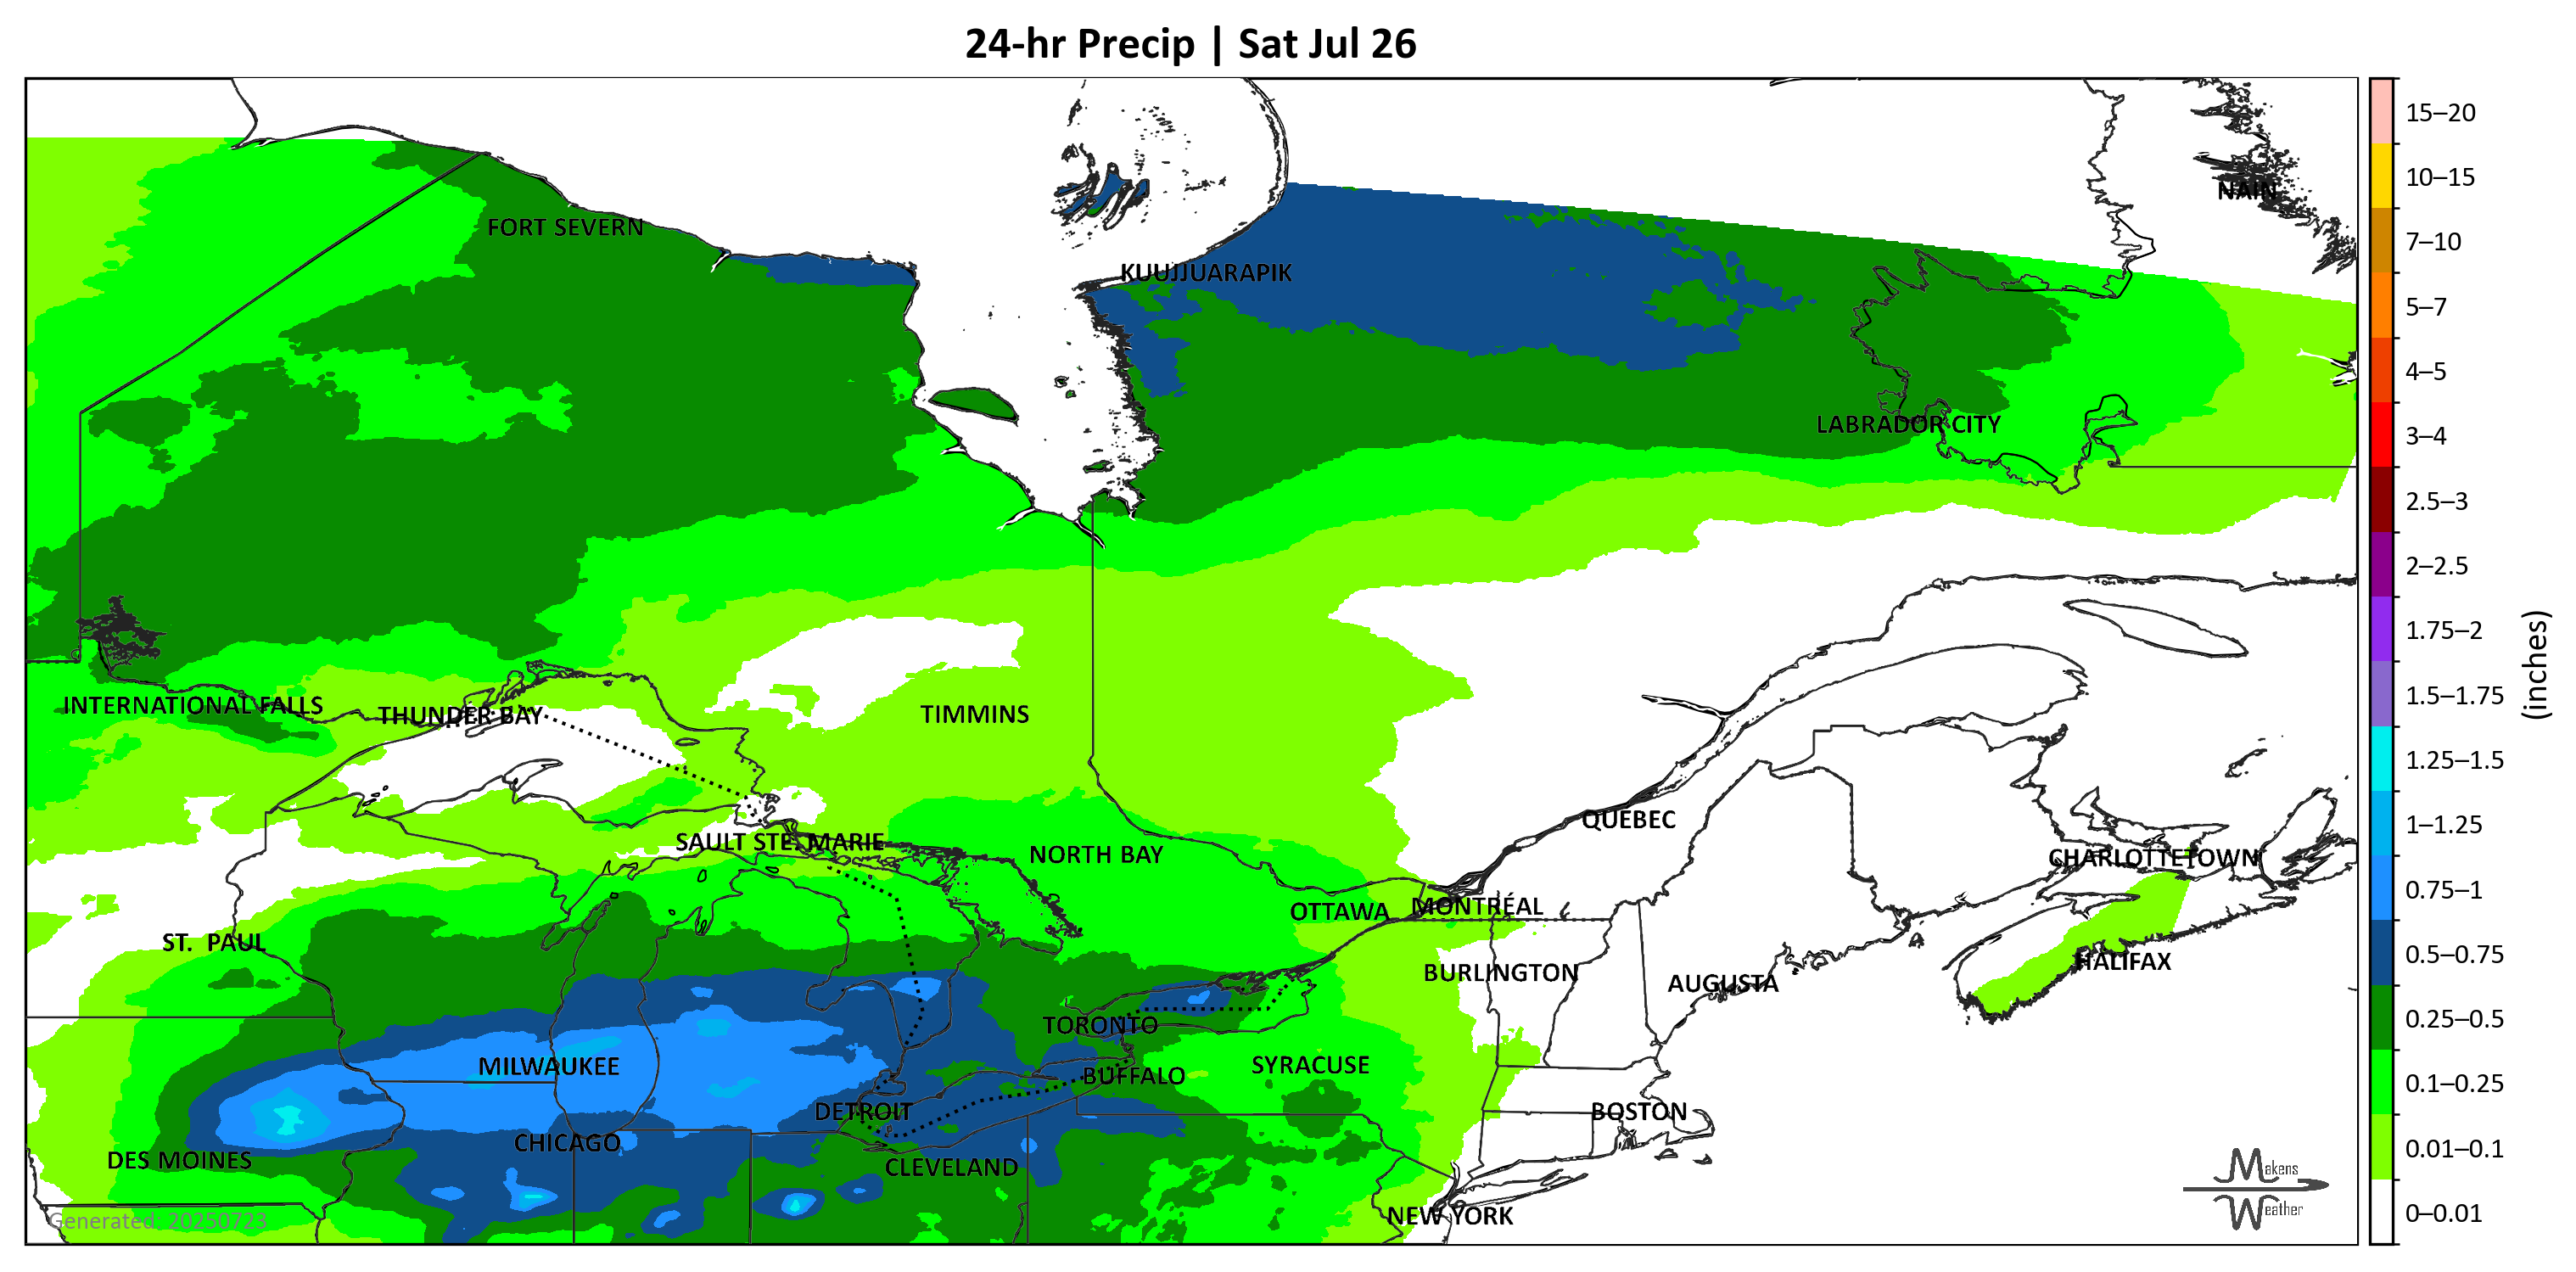 24-hr Precip | Sat Jul 26
NAIN
FORT SEVERN
KUUJJUARAPIK
LABRADOR CITY
INTERNATIONAL FALLS
THUNDER BAY
TIMMINS
QUEBEC
SAULT STE. MARIE
NORTH BAY
CHARLOTTETOWN
OTTAWA
MONTRÉAL
ST. PAUL
HALIFAX
BURLINGTON
AUGUSTA
TORONTO
MILWAUKEE
SYRACUSE
BUFFALO
DETROIT
BOSTON
CHICAGO
DES MOINES
CLEVELAND
NEW YORK
Generated: 20250723
Makens
Weather
15–20
10–15
7–10
5–7
4–5
3–4
2.5–3
2–2.5
1.75–2
1.5–1.75
1.25–1.5
1–1.25
0.75–1
0.5–0.75
0.25–0.5
0.1–0.25
0.01–0.1
0–0.01
(inches)